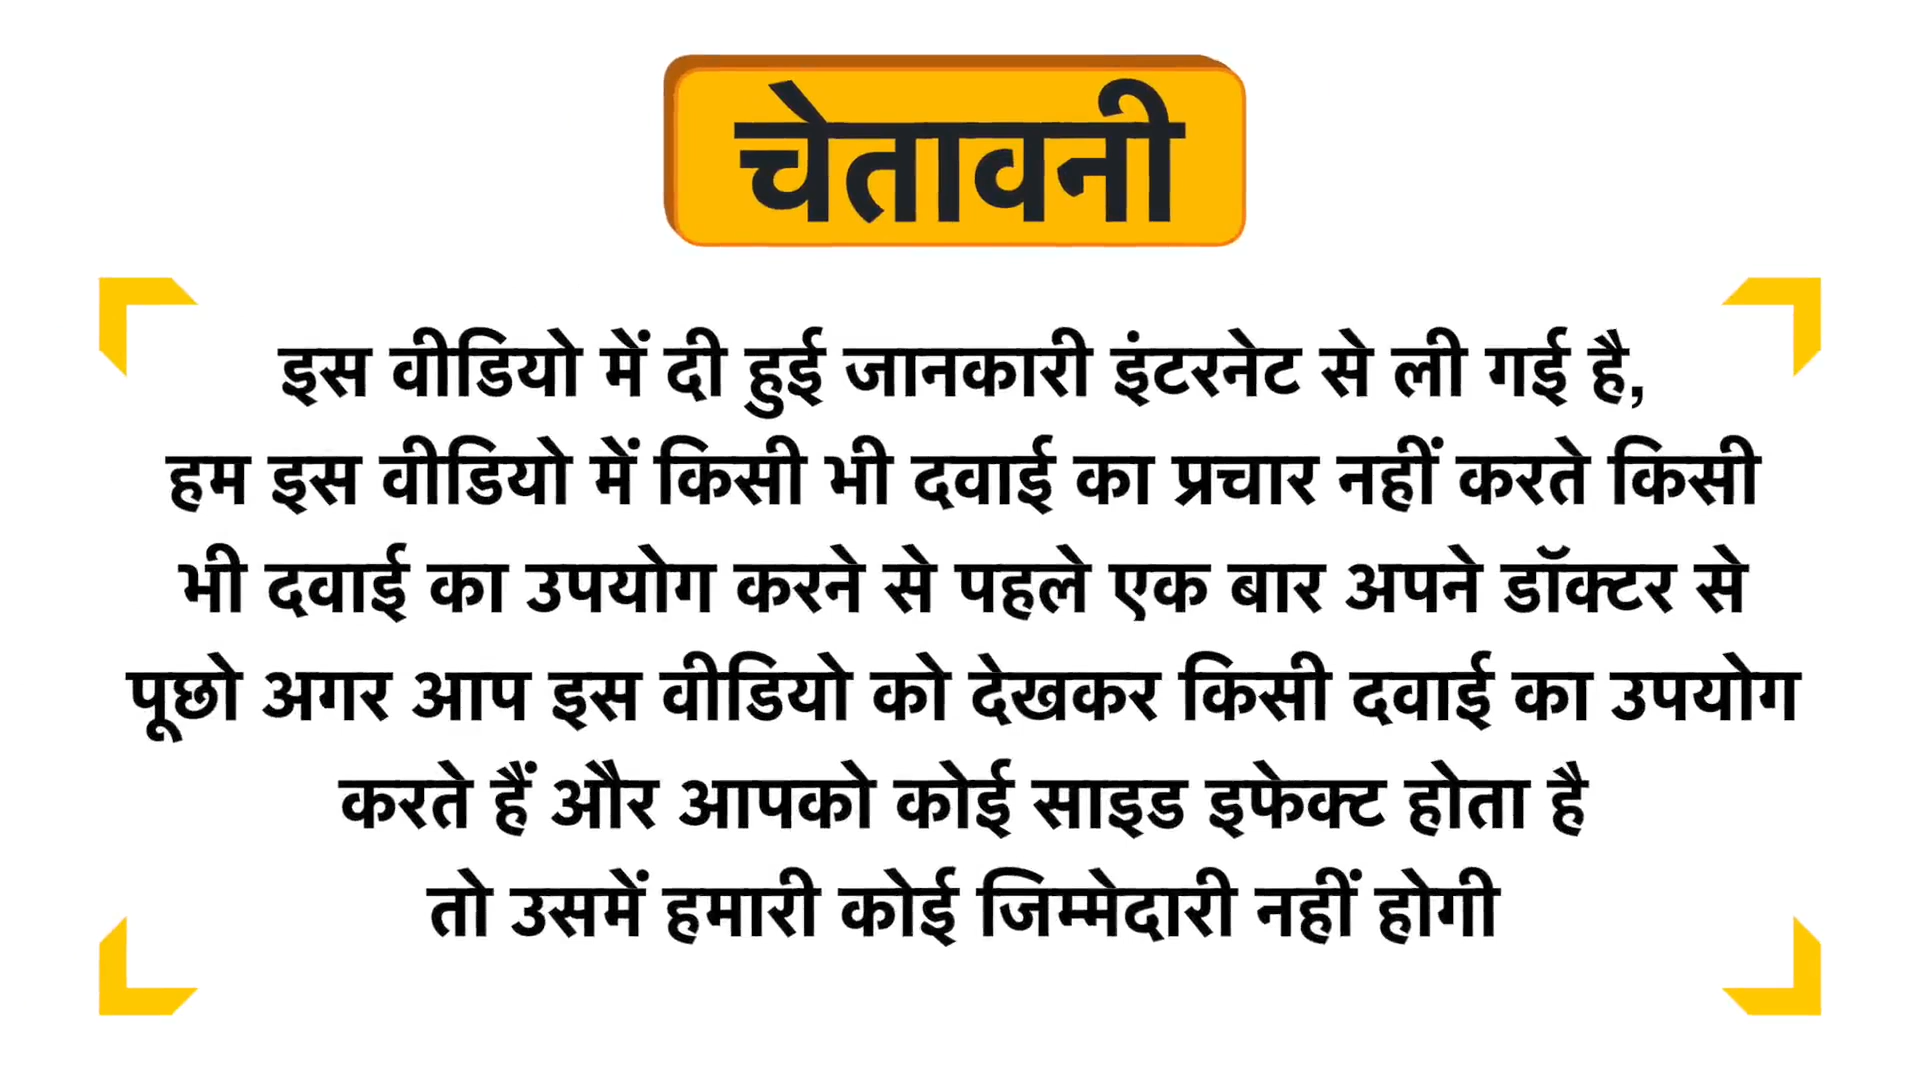 चेतावनी
इस वीडियो में दी हुई जानकारी इंटरनेट से ली गई है,
हम इस वीडियो में किसी भी दवाई का प्रचार नहीं करते किसी
भी दवाई का उपयोग करने से पहले एक बार अपने डॉक्टर से
पूछो अगर आप इस वीडियो को देखकर किसी दवाई का उपयोग
करते हैं और आपको कोई साइड इफेक्ट होता है
तो उसमें हमारी कोई जिम्मेदारी नहीं होगी